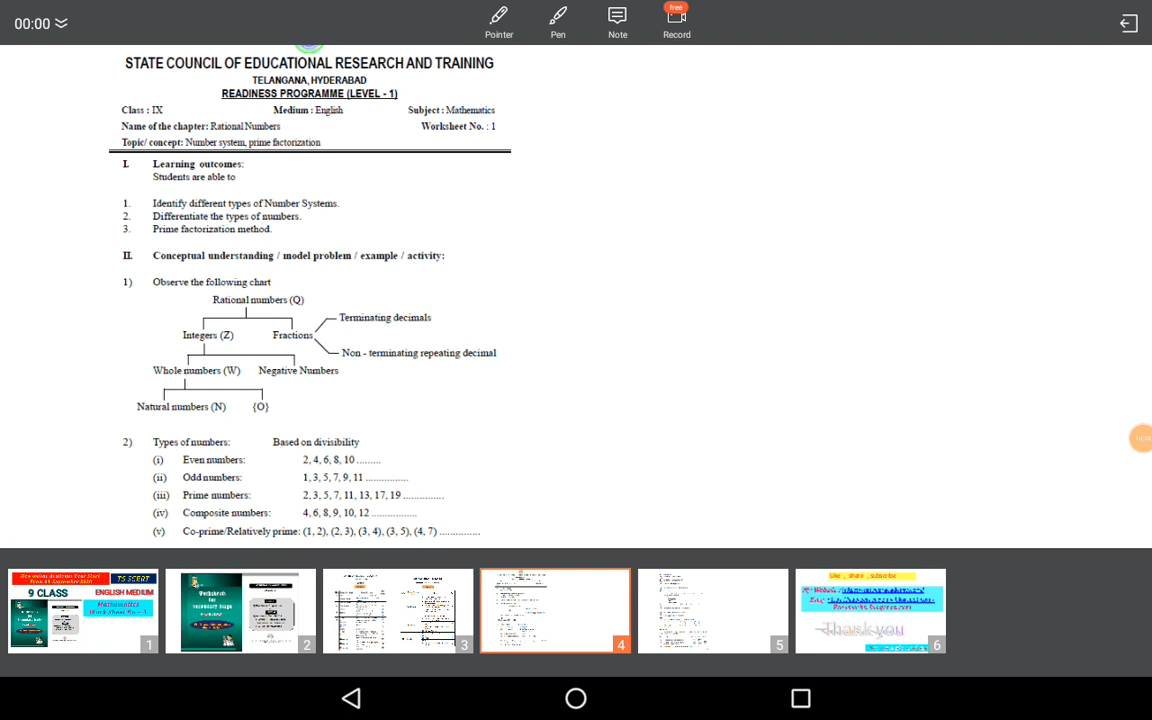 00:00
Pointer
Pen
Note
free
Record
STATE COUNCIL OF EDUCATIONAL RESEARCH AND TRAINING
TELANGANA, HYDERABAD
READINESS PROGRAMME (LEVEL - 1)
Class : IX Medium : English Subject : Mathematics
Name of the chapter: Rational Numbers Worksheet No. : 1
Topic/ concept: Number system, prime factorization
I. Learning outcomes:
Students are able to
1. Identify different types of Number Systems.
2. Differentiate the types of numbers.
3. Prime factorization method.
II. Conceptual understanding / model problem / example / activity:
1) Observe the following chart
Rational numbers (Q)
Terminating decimals
Integers (Z) Fractions
Non - terminating repeating decimal
Whole numbers (W) Negative Numbers
Natural numbers (N) {O}
2) Types of numbers: Based on divisibility
(i) Even numbers: 2, 4, 6, 8, 10 .........
(ii) Odd numbers: 1, 3, 5, 7, 9, 11 ................
(iii) Prime numbers: 2, 3, 5, 7, 11, 13, 17, 19 ...............
(iv) Composite numbers: 4, 6, 8, 9, 10, 12 .................
(v) Co-prime/Relatively prime: (1, 2), (2, 3), (3, 4), (3, 5), (4, 7) ...............
TS SCERT
9 CLASS ENGLISH MEDIUM
Mathematics
1
2
3
4
5
Like , share , subscribe
Thank you
6